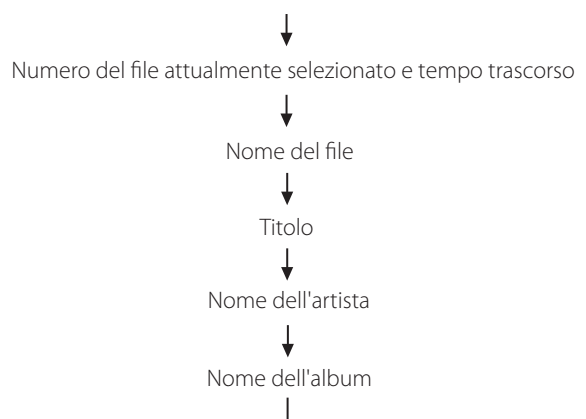 Numero del file attualmente selezionato e tempo trascorso
Nome del file
Titolo
Nome dell'artista
Nome dell'album